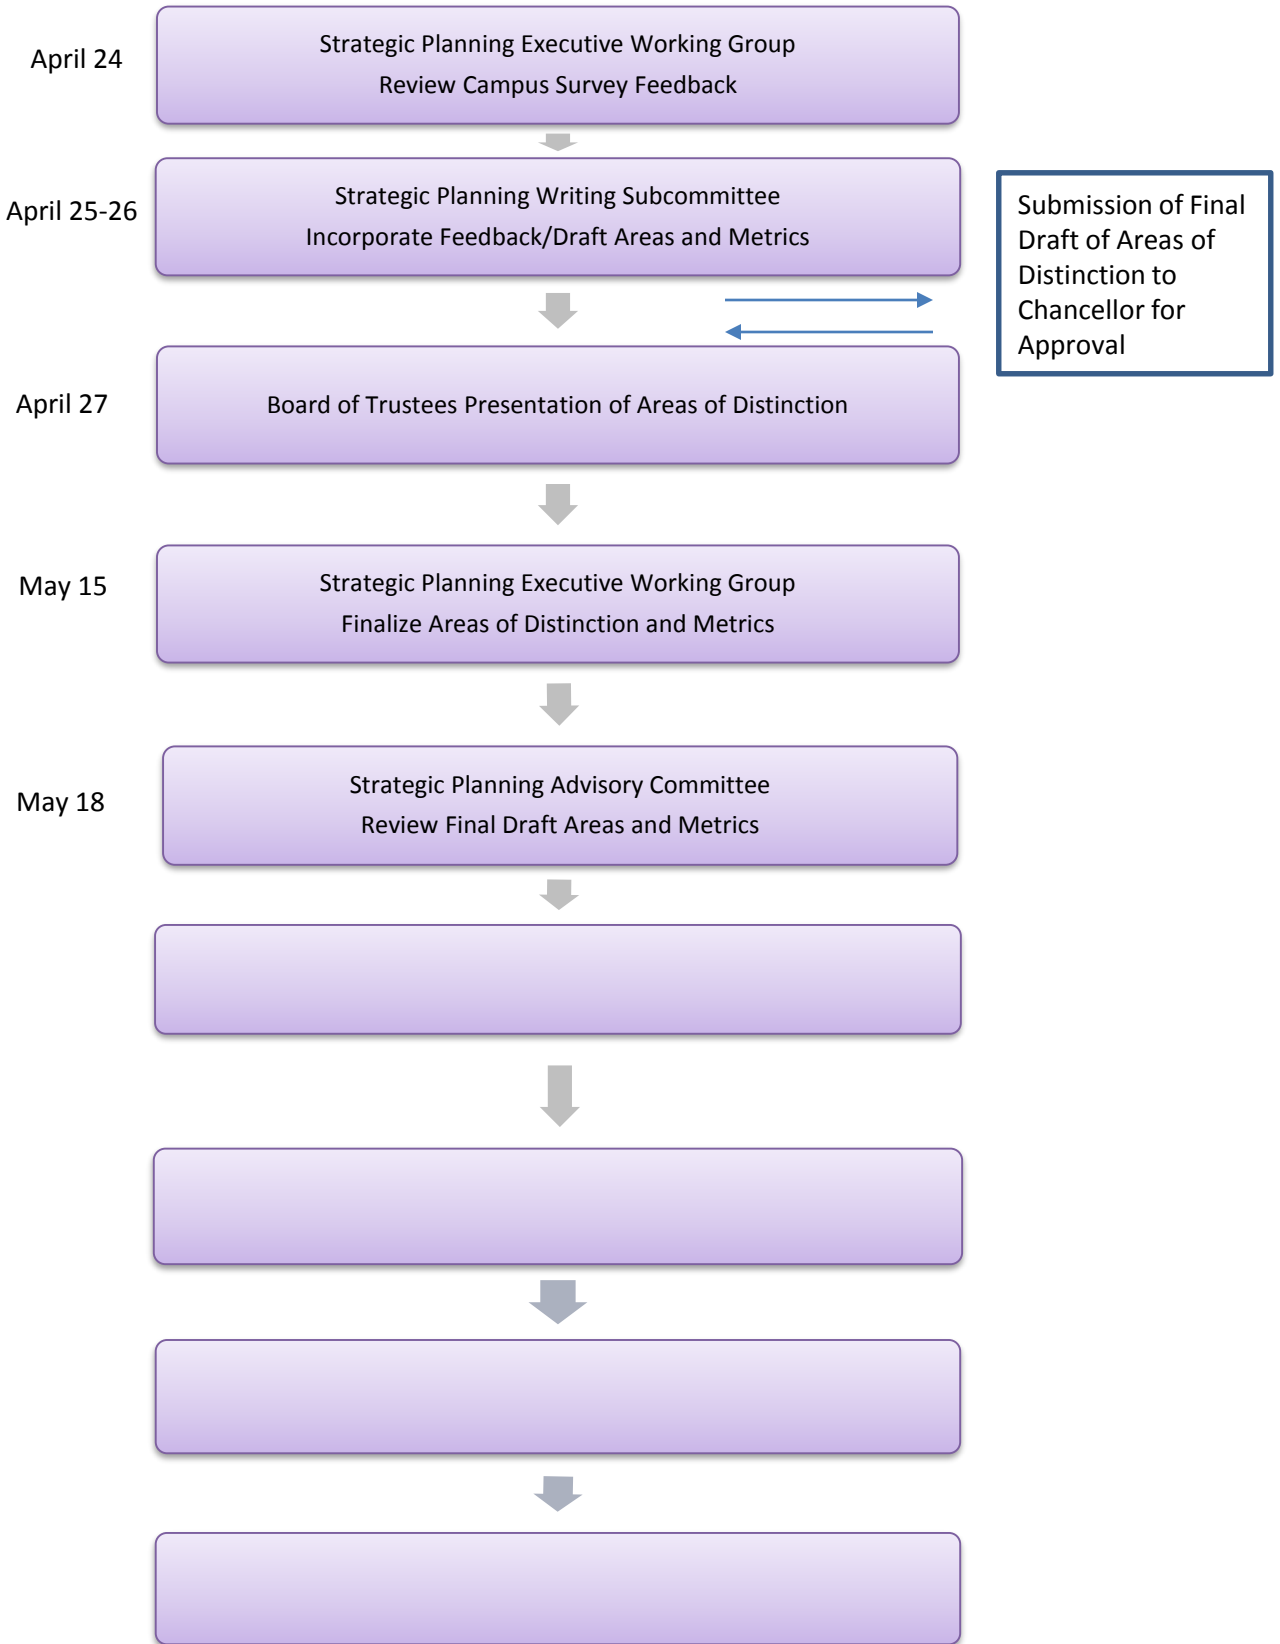 April 24
Strategic Planning Executive Working Group
Review Campus Survey Feedback
April 25-26
Strategic Planning Writing Subcommittee
Incorporate Feedback/Draft Areas and Metrics
Submission of Final
Draft of Areas of
Distinction to
Chancellor for
Approval
April 27
Board of Trustees Presentation of Areas of Distinction
May 15
Strategic Planning Executive Working Group
Finalize Areas of Distinction and Metrics
May 18
Strategic Planning Advisory Committee
Review Final Draft Areas and Metrics